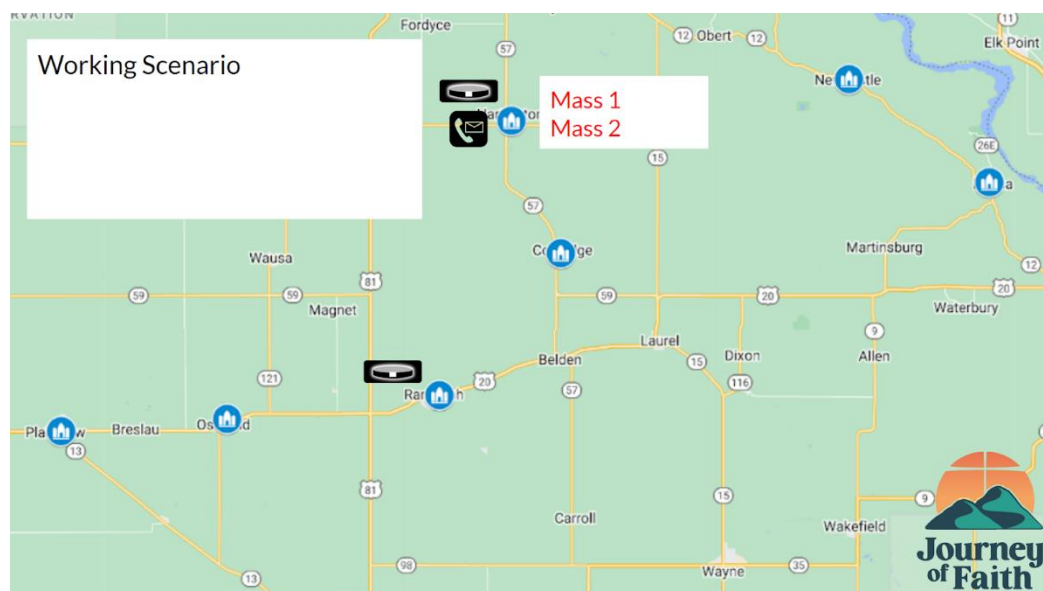 RVATION
Fordyce
57
12
Obert
12
11
Elk Point
Working Scenario
Mass 1
Mass 2
15
26E
57
Wausa
Martinsburg
12
81
59
59
59
20
20
Magnet
Waterbury
9
Laurel
Belden
15
Dixon
Allen
121
20
116
57
Breslau
13
81
15
9
Carroll
Wakefield
98
Wayne
35
13
Journey
of Faith